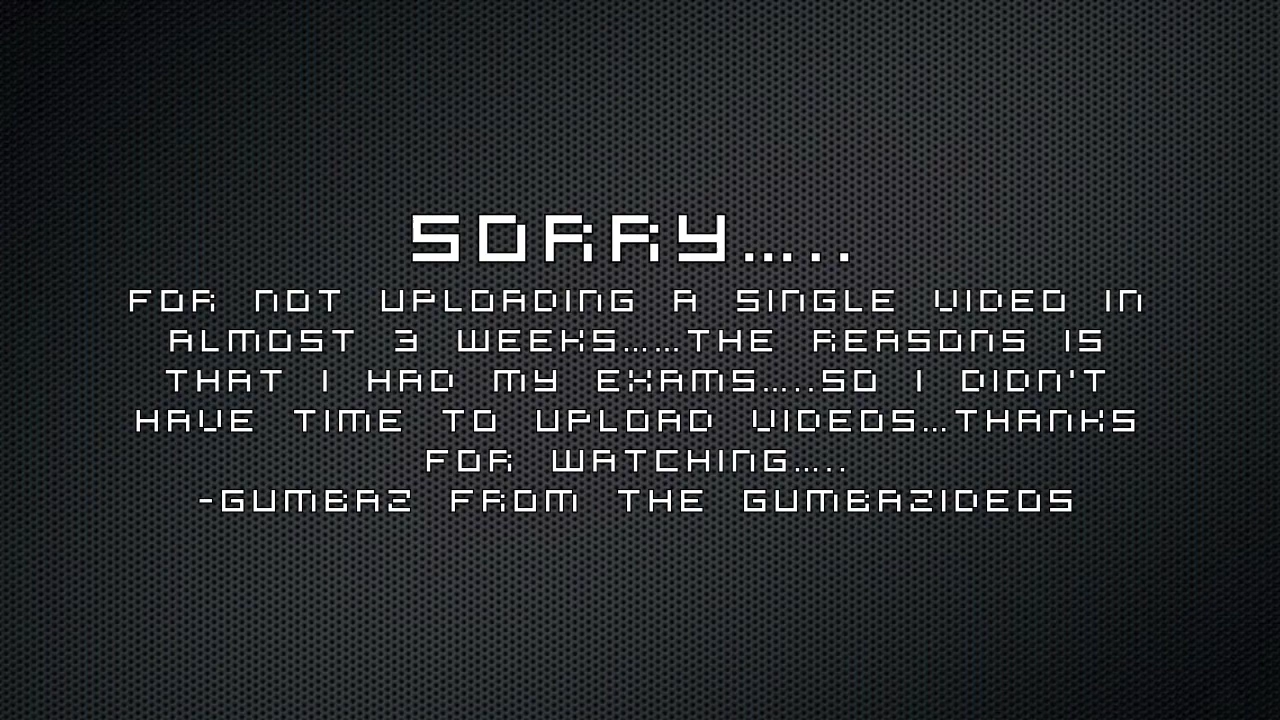 SORRY.....
FOR NOT UPLOADING A SINGLE VIDEO IN
ALMOST 3 WEEKS......THE REASONS IS
THAT I HAD MY EXAMS.....SO I DIDN'T
HAVE TIME TO UPLOAD VIDEOS...THANKS
FOR WATCHING.....
-GUMBAZ FROM THE GUMBAZIDEOS